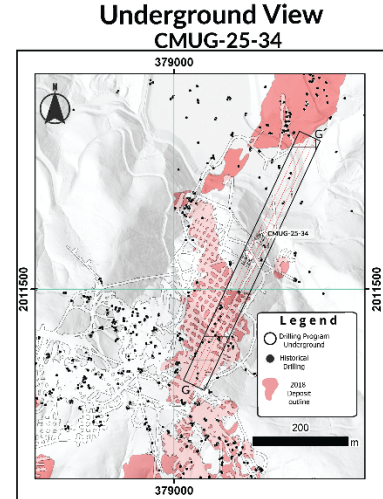 Underground View
CMUG-25-34
379000
N
G'
CMUG-25-34
2011500
2011500
Legend
Drilling Program
Underground
Historical
Drilling
2018
Deposit
outline
G
200
m
379000